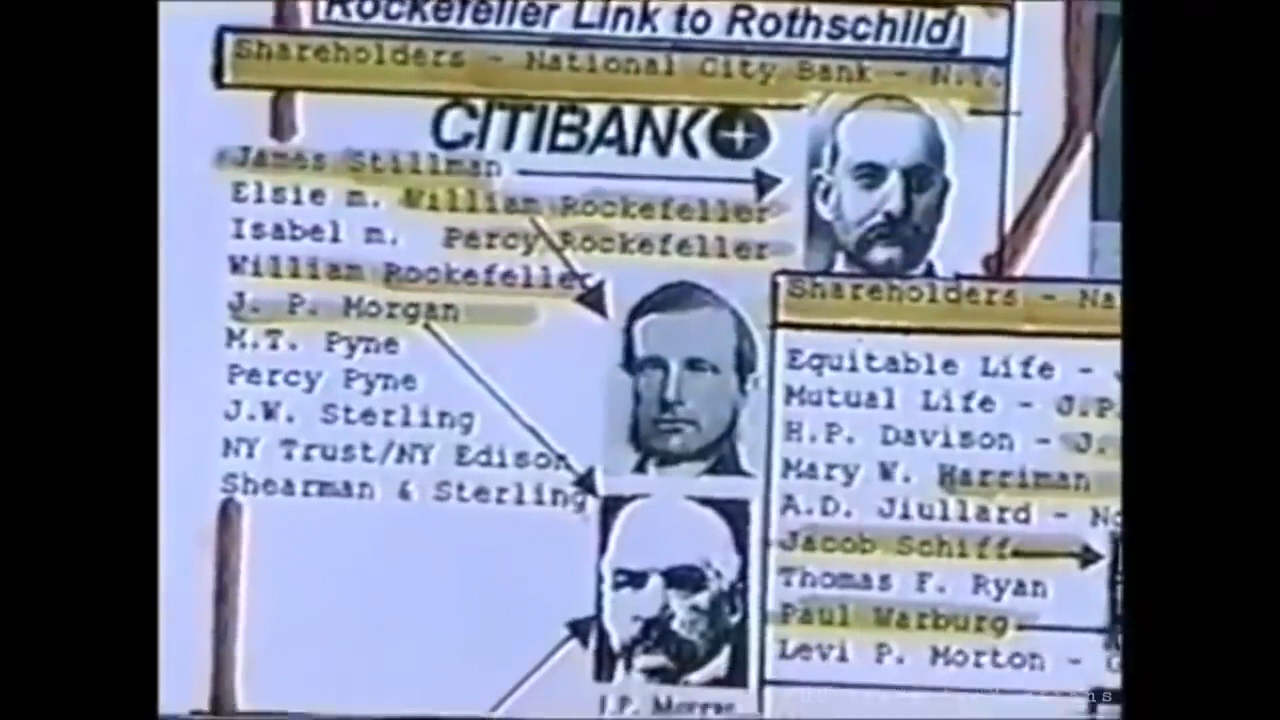 Rockefeller Link to Rothschild
Shareholders - National City Bank - N.Y.
CITIBANK
James Stillman
Elsie m. William Rockefeller
Isabel m. Percy Rockefeller
William Rockefeller
J. P. Morgan
M.T. Pyne
Percy Pyne
J.W. Sterling
NY Trust/NY Edison
Shearman & Sterling
J.P. Morgan
Shareholders - Na
Equitable Life -
Mutual Life - J.P.
H.P. Davison - J.
Mary W. Harriman
A.D. Jiullard -
Jacob Schiff
Thomas F. Ryan
Paul Warburg
Levi P. Morton -